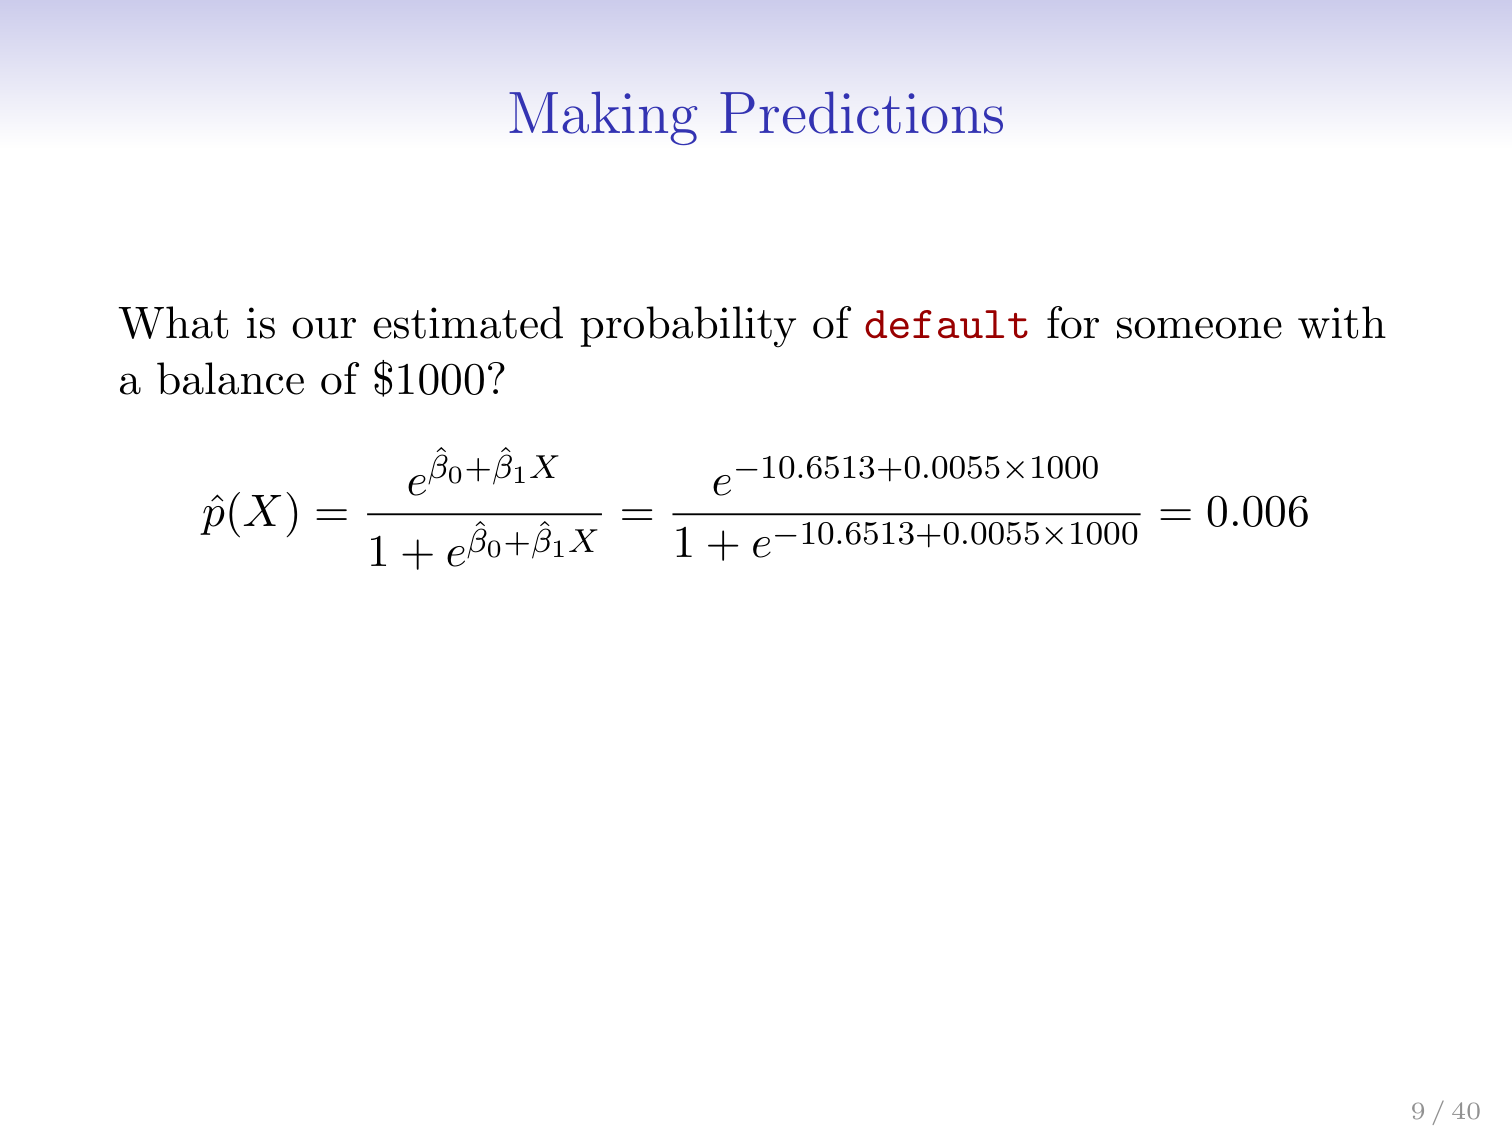 Making Predictions
What is our estimated probability of default for someone with
a balance of $1000?
p̂(X) = e^{β̂₀+β̂₁X} / (1 + e^{β̂₀+β̂₁X}) = e^{−10.6513+0.0055×1000} / (1 + e^{−10.6513+0.0055×1000}) = 0.006
9 / 40